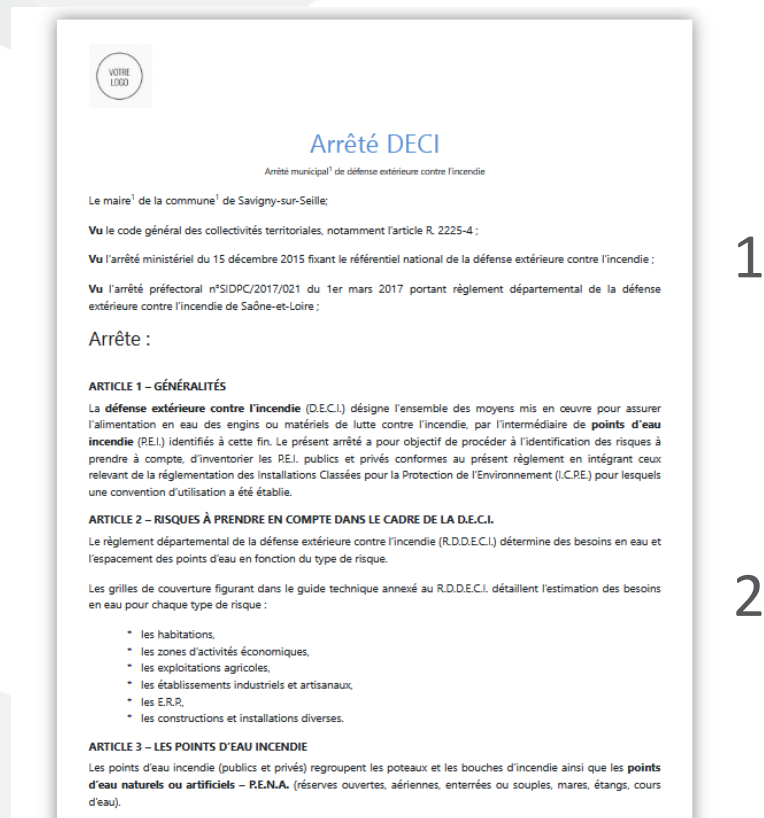 VOTRE
LOGO
Arrêté DECI
Arrêté municipal¹ de défense extérieure contre l'incendie
Le maire¹ de la commune¹ de Savigny-sur-Seille;
Vu le code général des collectivités territoriales, notamment l'article R. 2225-4 ;
Vu l'arrêté ministériel du 15 décembre 2015 fixant le référentiel national de la défense extérieure contre l'incendie ;
1
Vu l'arrêté préfectoral n°SIDPC/2017/021 du 1er mars 2017 portant règlement départemental de la défense
extérieure contre l'incendie de Saône-et-Loire ;
Arrête :
ARTICLE 1 – GÉNÉRALITÉS
La défense extérieure contre l'incendie (D.E.C.I.) désigne l'ensemble des moyens mis en œuvre pour assurer
l'alimentation en eau des engins ou matériels de lutte contre l'incendie, par l'intermédiaire de points d'eau
incendie (P.E.I.) identifiés à cette fin. Le présent arrêté a pour objectif de procéder à l'identification des risques à
prendre à compte, d'inventorier les P.E.I. publics et privés conformes au présent règlement en intégrant ceux
relevant de la réglementation des Installations Classées pour la Protection de l'Environnement (I.C.P.E.) pour lesquels
une convention d'utilisation a été établie.
ARTICLE 2 – RISQUES À PRENDRE EN COMPTE DANS LE CADRE DE LA D.E.C.I.
Le règlement départemental de la défense extérieure contre l'incendie (R.D.D.E.C.I.) détermine des besoins en eau et
l'espacement des points d'eau en fonction du type de risque.
Les grilles de couverture figurant dans le guide technique annexé au R.D.D.E.C.I. détaillent l'estimation des besoins
en eau pour chaque type de risque :
2
* les habitations,
* les zones d'activités économiques,
* les exploitations agricoles,
* les établissements industriels et artisanaux,
* les E.R.P.,
* les constructions et installations diverses.
ARTICLE 3 – LES POINTS D'EAU INCENDIE
Les points d'eau incendie (publics et privés) regroupent les poteaux et les bouches d'incendie ainsi que les points
d'eau naturels ou artificiels – P.E.N.A. (réserves ouvertes, aériennes, enterrées ou souples, mares, étangs, cours
d'eau).